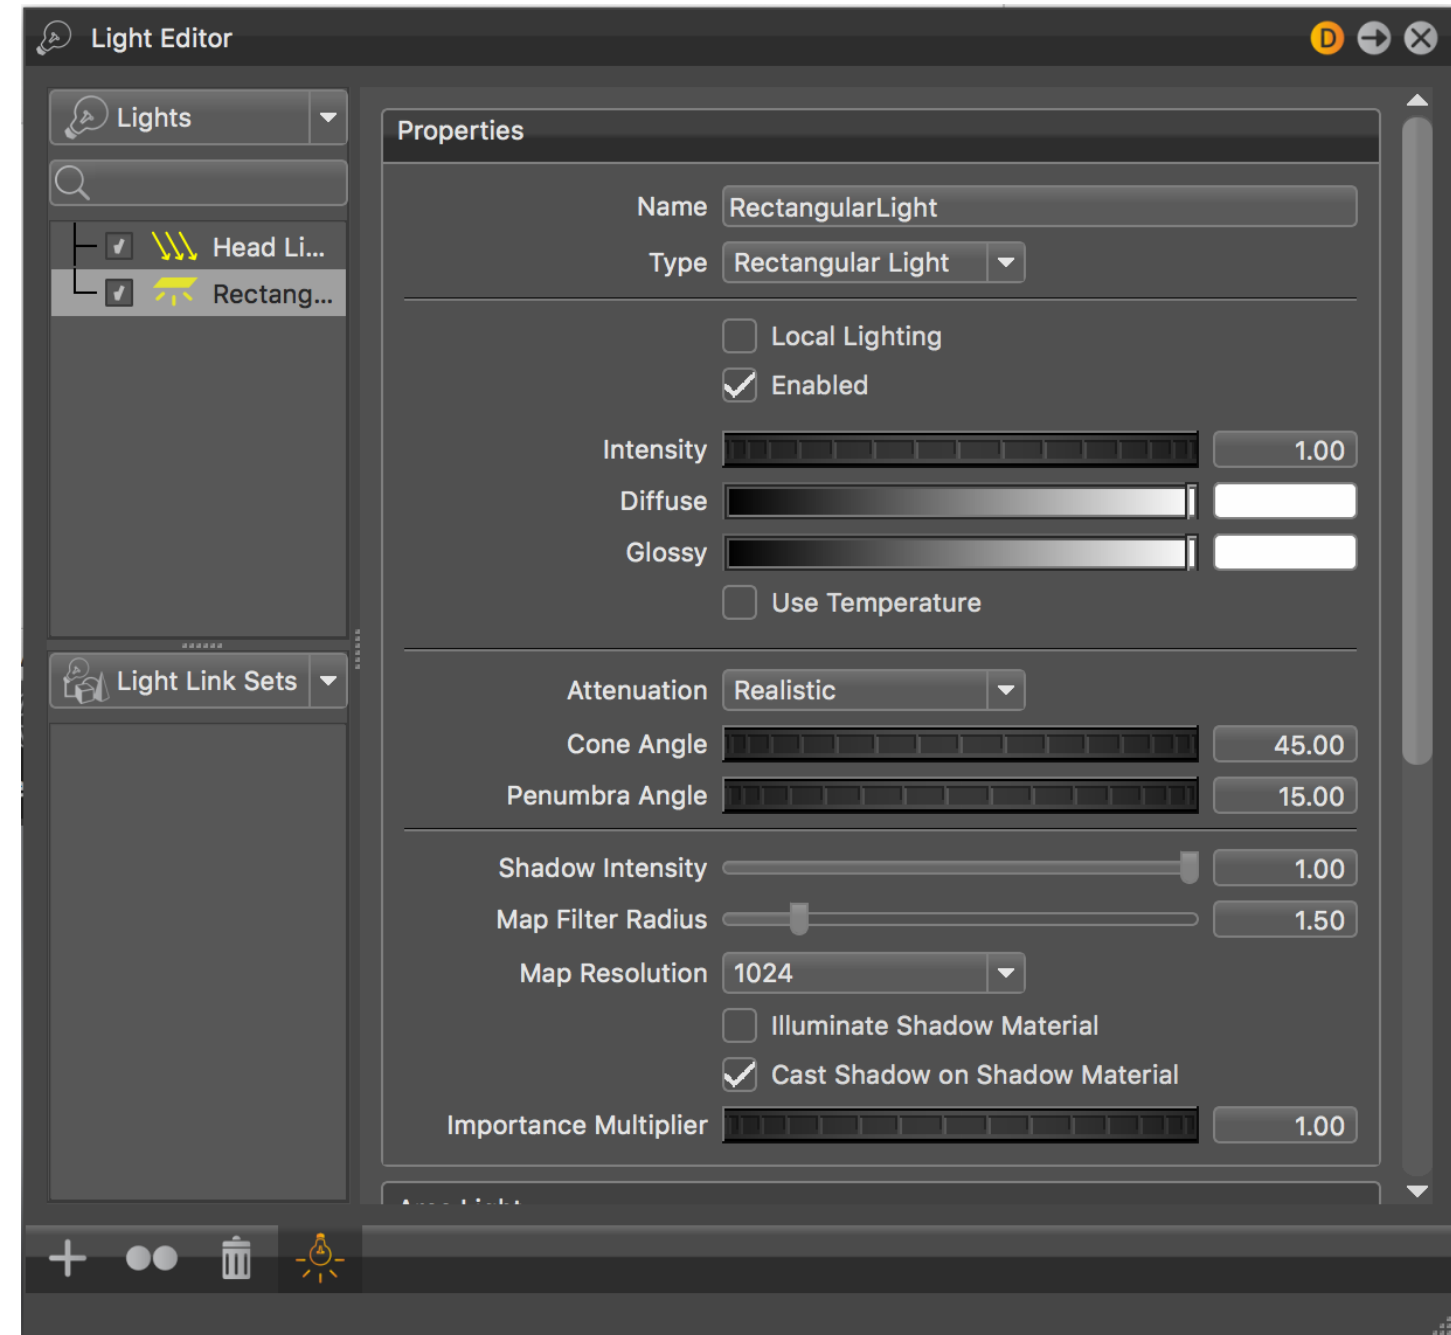 Light Editor
D
Lights
Head Li...
Rectang...
Light Link Sets
Properties
Name RectangularLight
Type Rectangular Light
Local Lighting
Enabled
Intensity 1.00
Diffuse
Glossy
Use Temperature
Attenuation Realistic
Cone Angle 45.00
Penumbra Angle 15.00
Shadow Intensity 1.00
Map Filter Radius 1.50
Map Resolution 1024
Illuminate Shadow Material
Cast Shadow on Shadow Material
Importance Multiplier 1.00